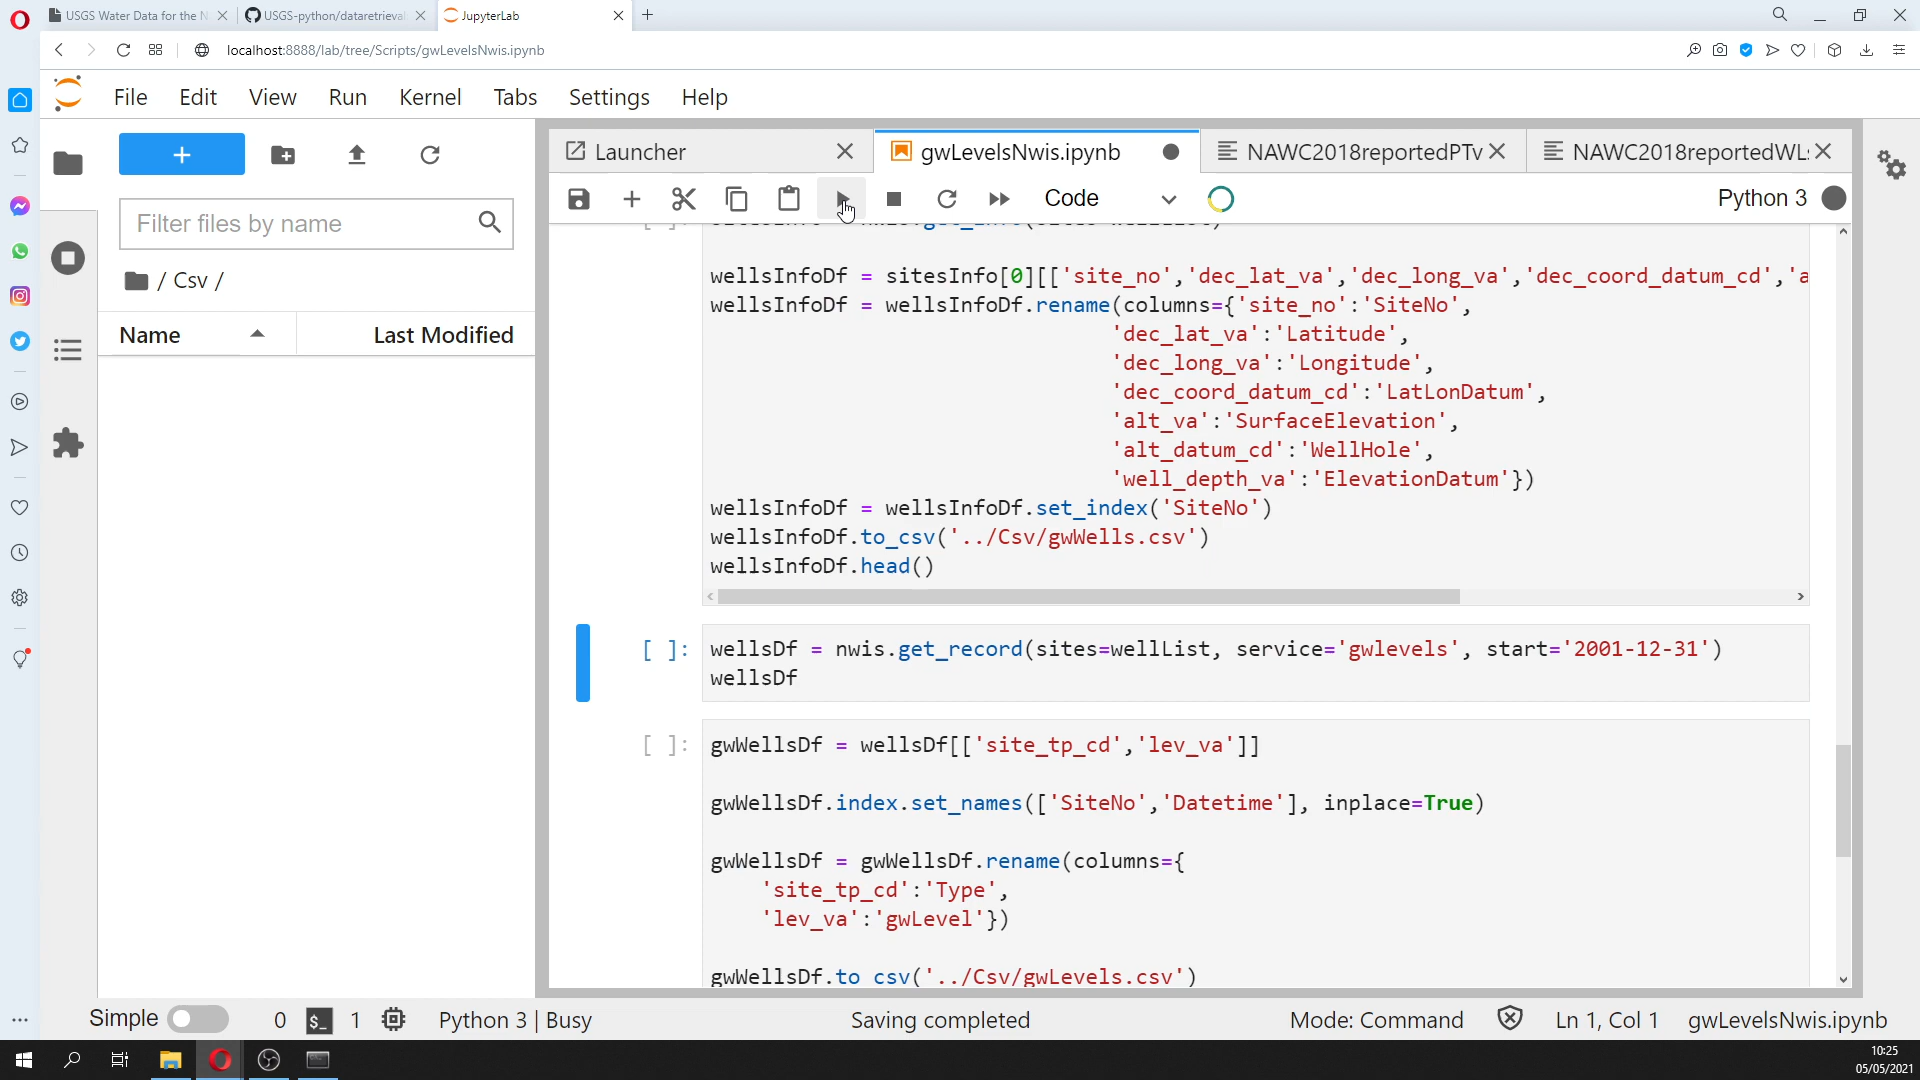 USGS Water Data for the N
USGS-python/dataretrieval
JupyterLab
localhost:8888/lab/tree/Scripts/gwLevelsNwis.ipynb
File Edit View Run Kernel Tabs Settings Help
Launcher
gwLevelsNwis.ipynb
NAWC2018reportedPTv
NAWC2018reportedWL
Code
Python 3
Filter files by name
/ Csv /
Name
Last Modified
wellsInfoDf = sitesInfo[0][['site_no','dec_lat_va','dec_long_va','dec_coord_datum_cd','a
wellsInfoDf = wellsInfoDf.rename(columns={'site_no':'SiteNo',
'dec_lat_va':'Latitude',
'dec_long_va':'Longitude',
'dec_coord_datum_cd':'LatLonDatum',
'alt_va':'SurfaceElevation',
'alt_datum_cd':'WellHole',
'well_depth_va':'ElevationDatum'})
wellsInfoDf = wellsInfoDf.set_index('SiteNo')
wellsInfoDf.to_csv('../Csv/gwWells.csv')
wellsInfoDf.head()
[ ]: wellsDf = nwis.get_record(sites=wellList, service='gwlevels', start='2001-12-31')
wellsDf
[ ]: gwWellsDf = wellsDf[['site_tp_cd','lev_va']]
gwWellsDf.index.set_names(['SiteNo','Datetime'], inplace=True)
gwWellsDf = gwWellsDf.rename(columns={
'site_tp_cd':'Type',
'lev_va':'gwLevel'})
gwWellsDf.to_csv('../Csv/gwLevels.csv')
Simple 0 $_ 1 Python 3 | Busy
Saving completed
Mode: Command
Ln 1, Col 1
gwLevelsNwis.ipynb
10:25
05/05/2021